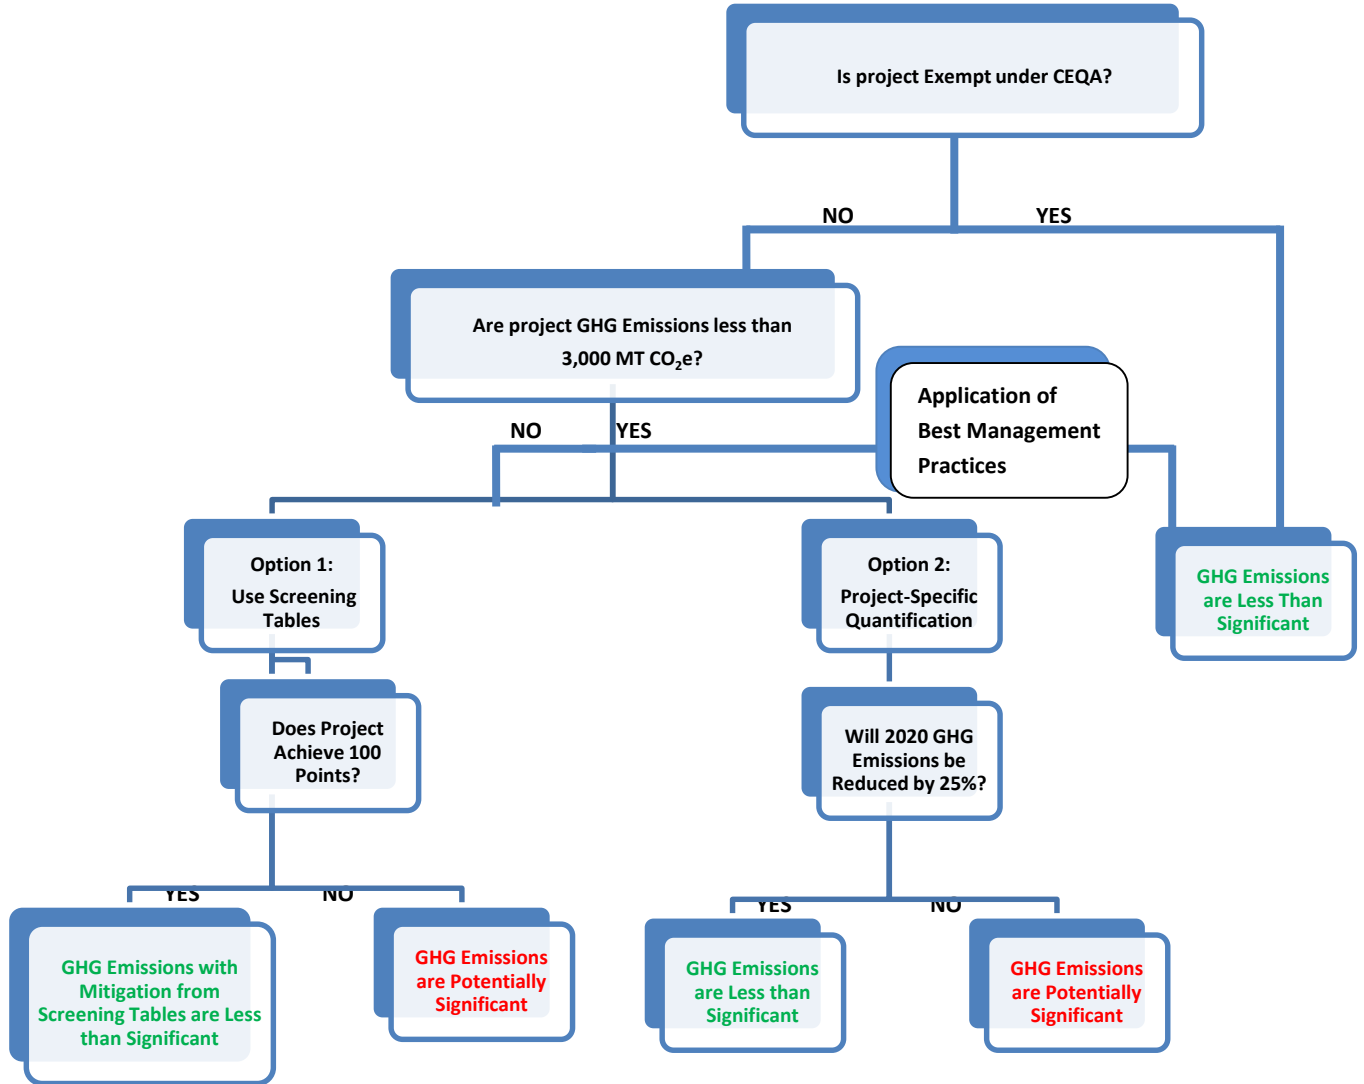 Is project Exempt under CEQA?
NO
YES
Are project GHG Emissions less than
3,000 MT CO₂e?
Application of
Best Management
Practices
NO
YES
Option 1:
Use Screening
Tables
Option 2:
Project-Specific
Quantification
GHG Emissions
are Less Than
Significant
Does Project
Achieve 100
Points?
Will 2020 GHG
Emissions be
Reduced by 25%?
YES
NO
YES
NO
GHG Emissions with
Mitigation from
Screening Tables are Less
than Significant
GHG Emissions
are Potentially
Significant
GHG Emissions
are Less than
Significant
GHG Emissions
are Potentially
Significant